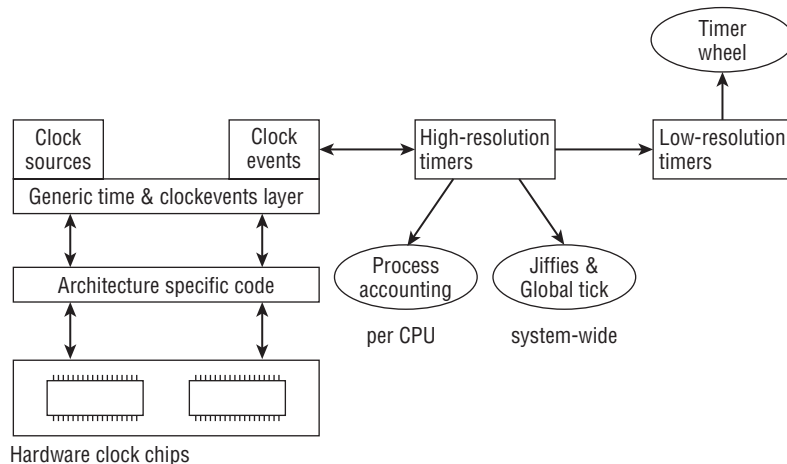 Timer
wheel
Clock
sources
Clock
events
High-resolution
timers
Low-resolution
timers
Generic time & clockevents layer
Process
accounting
Jiffies &
Global tick
Architecture specific code
per CPU
system-wide
Hardware clock chips